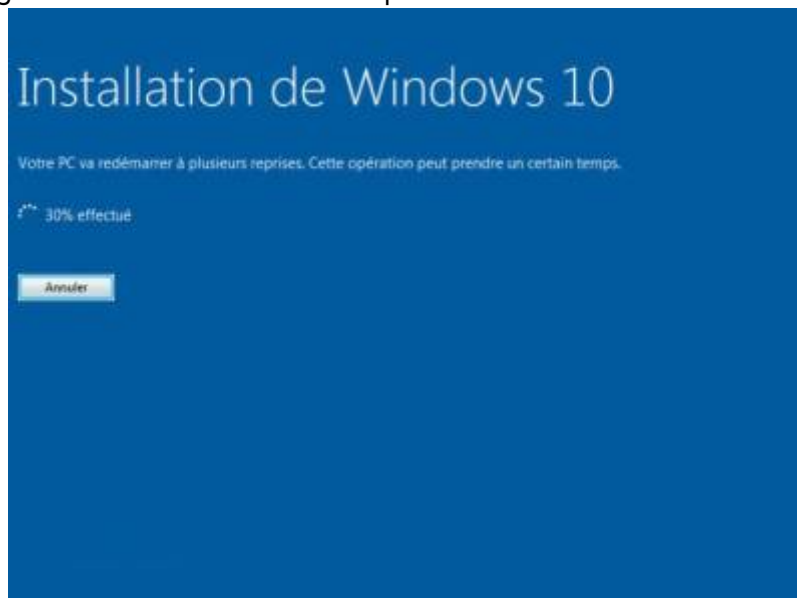 Installation de Windows 10
Votre PC va redémarrer à plusieurs reprises. Cette opération peut prendre un certain temps.
30% effectué
Annuler